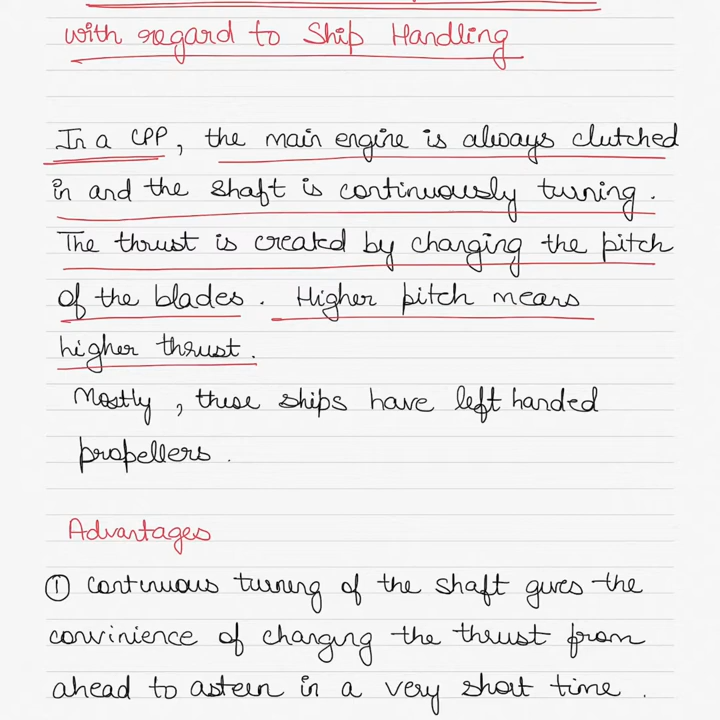 with regard to Ship Handling
In a CPP, the main engine is always clutched
in and the shaft is continuously turning.
The thrust is created by changing the pitch
of the blades. Higher pitch means
higher thrust.
Mostly, these ships have left handed
propellers.
Advantages
① Continuous turning of the shaft gives the
convinience of changing the thrust from
ahead to astern in a very short time.